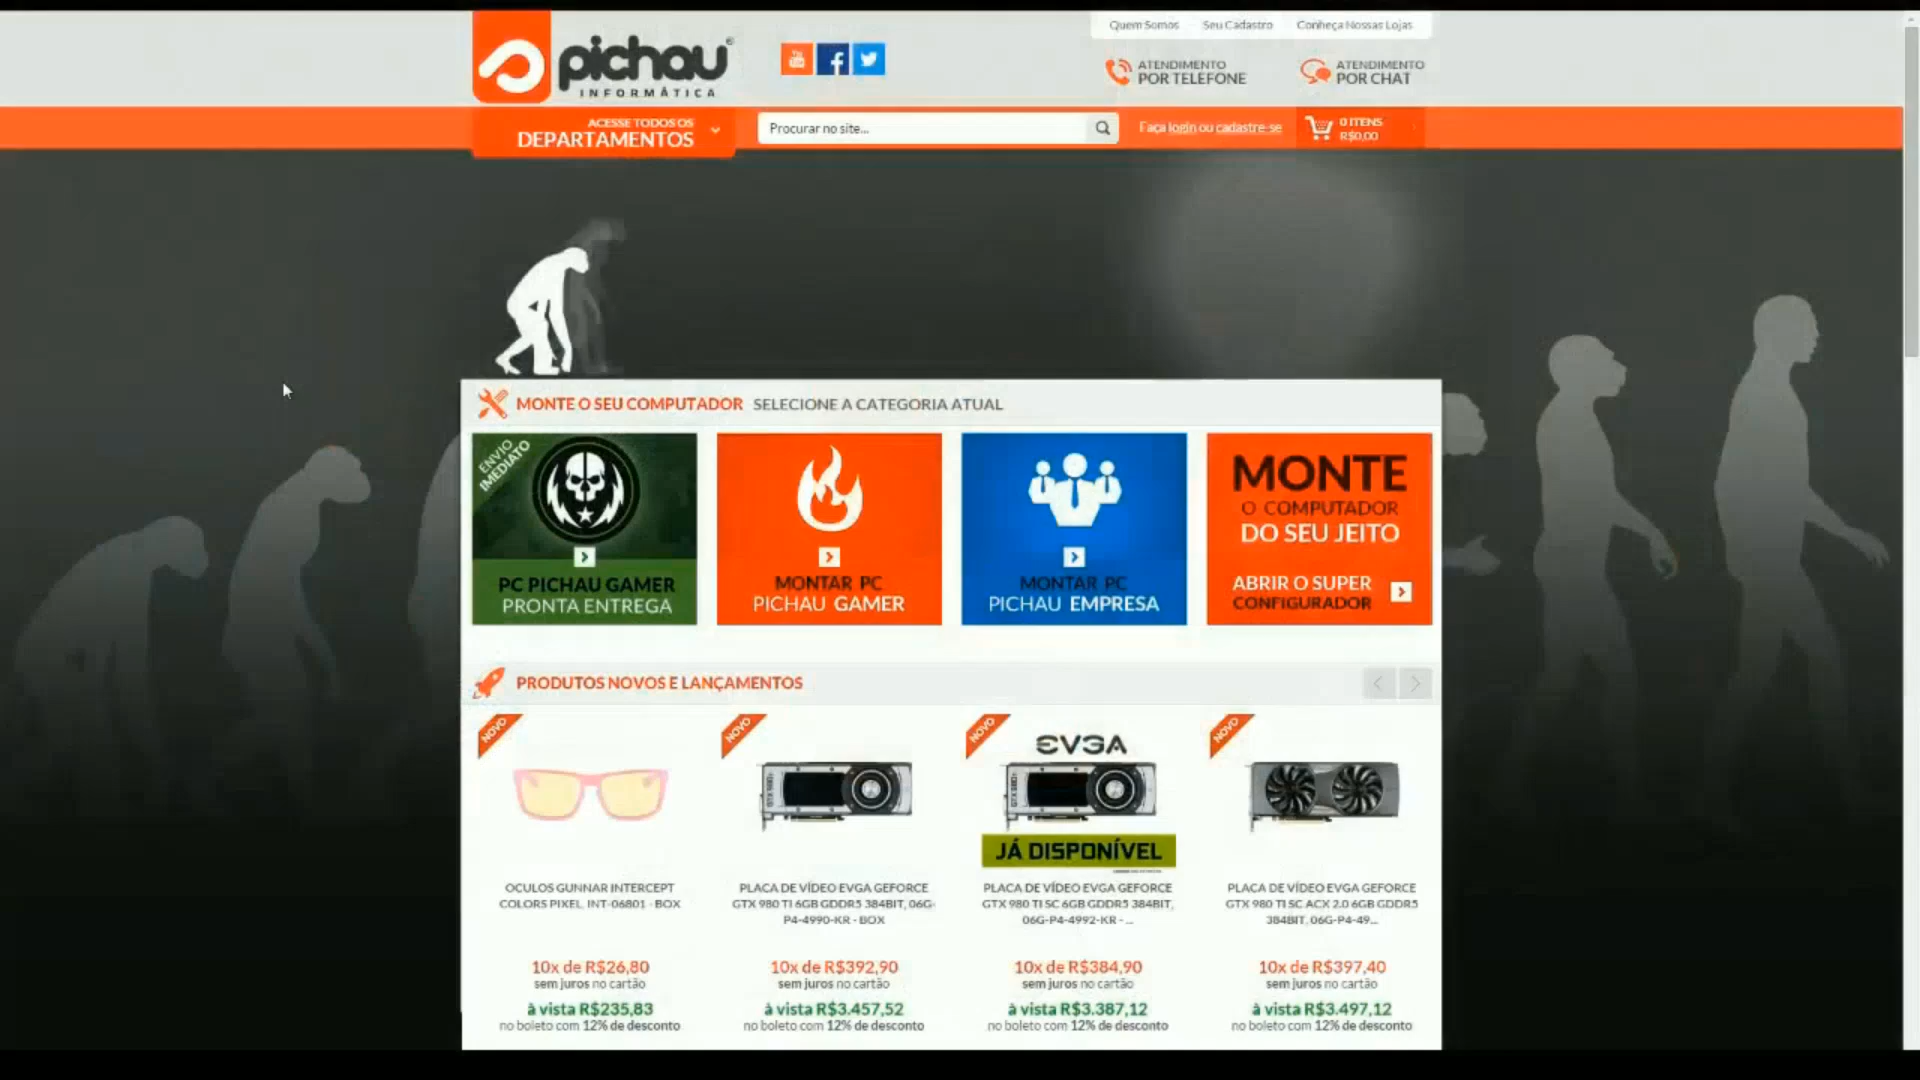 Quem Somos
Seu Cadastro
Conheça Nossas Lojas
pichau®
INFORMÁTICA
You
ATENDIMENTO
POR TELEFONE
ATENDIMENTO
POR CHAT
ACESSE TODOS OS
DEPARTAMENTOS
Procurar no site...
Faça login ou cadastre-se
0 ITENS
R$0,00
MONTE O SEU COMPUTADOR SELECIONE A CATEGORIA ATUAL
ENVIO
IMEDIATO
PC PICHAU GAMER
PRONTA ENTREGA
MONTAR PC
PICHAU GAMER
MONTAR PC
PICHAU EMPRESA
MONTE
O COMPUTADOR
DO SEU JEITO
ABRIR O SUPER
CONFIGURADOR
PRODUTOS NOVOS E LANÇAMENTOS
NOVO
OCULOS GUNNAR INTERCEPT
COLORS PIXEL, INT-06801 - BOX
10x de R$26,80
sem juros no cartão
à vista R$235,83
no boleto com 12% de desconto
NOVO
GTX 980 Ti
PLACA DE VÍDEO EVGA GEFORCE
GTX 980 TI 6GB GDDR5 384BIT, 06G-
P4-4990-KR - BOX
10x de R$392,90
sem juros no cartão
à vista R$3.457,52
no boleto com 12% de desconto
NOVO
EVGA
GTX 980 Ti
JÁ DISPONÍVEL
PLACA DE VÍDEO EVGA GEFORCE
GTX 980 TI SC 6GB GDDR5 384BIT,
06G-P4-4992-KR - ...
10x de R$384,90
sem juros no cartão
à vista R$3.387,12
no boleto com 12% de desconto
NOVO
PLACA DE VÍDEO EVGA GEFORCE
GTX 980 TI SC ACX 2.0 6GB GDDR5
384BIT, 06G-P4-49...
10x de R$397,40
sem juros no cartão
à vista R$3.497,12
no boleto com 12% de desconto